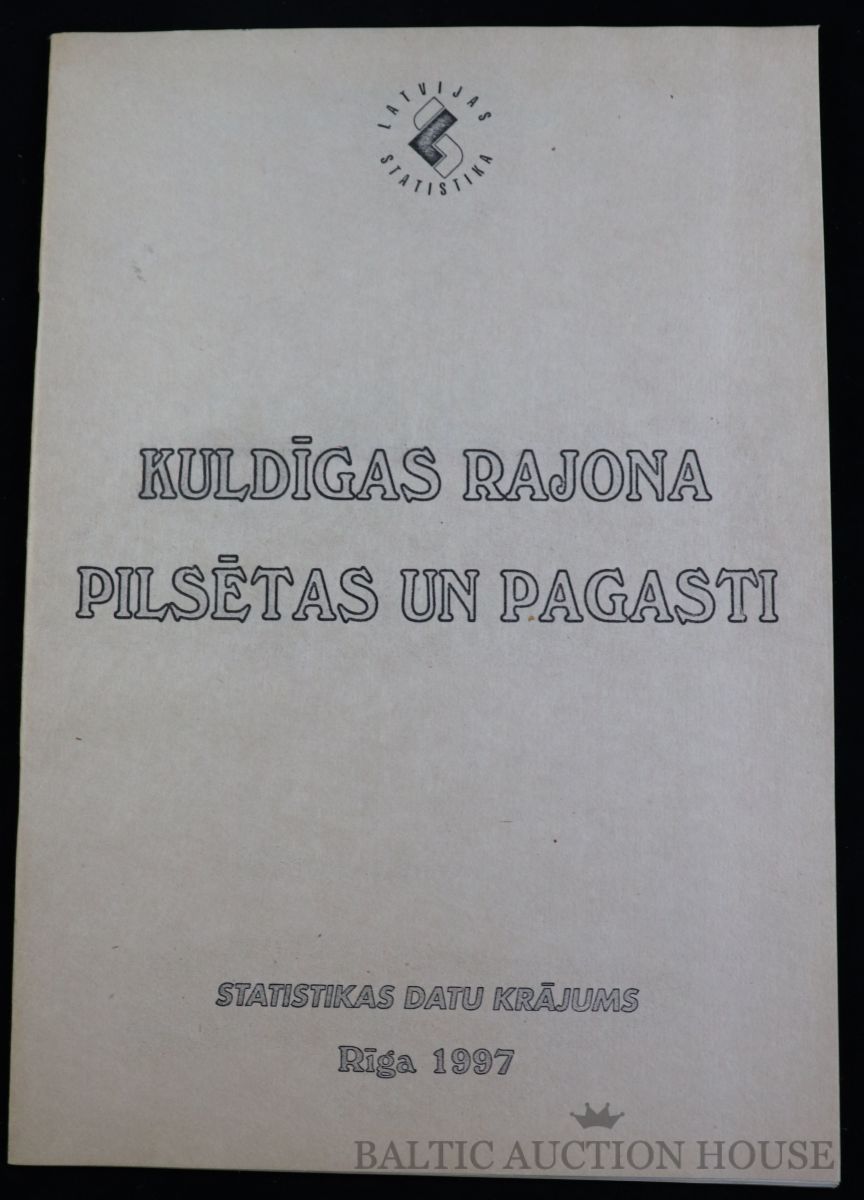 LATVIJAS
STATISTIKA
KULDĪGAS RAJONA
PILSĒTAS UN PAGASTI
STATISTIKAS DATU KRĀJUMS
Rīga 1997
BALTIC AUCTION HOUSE